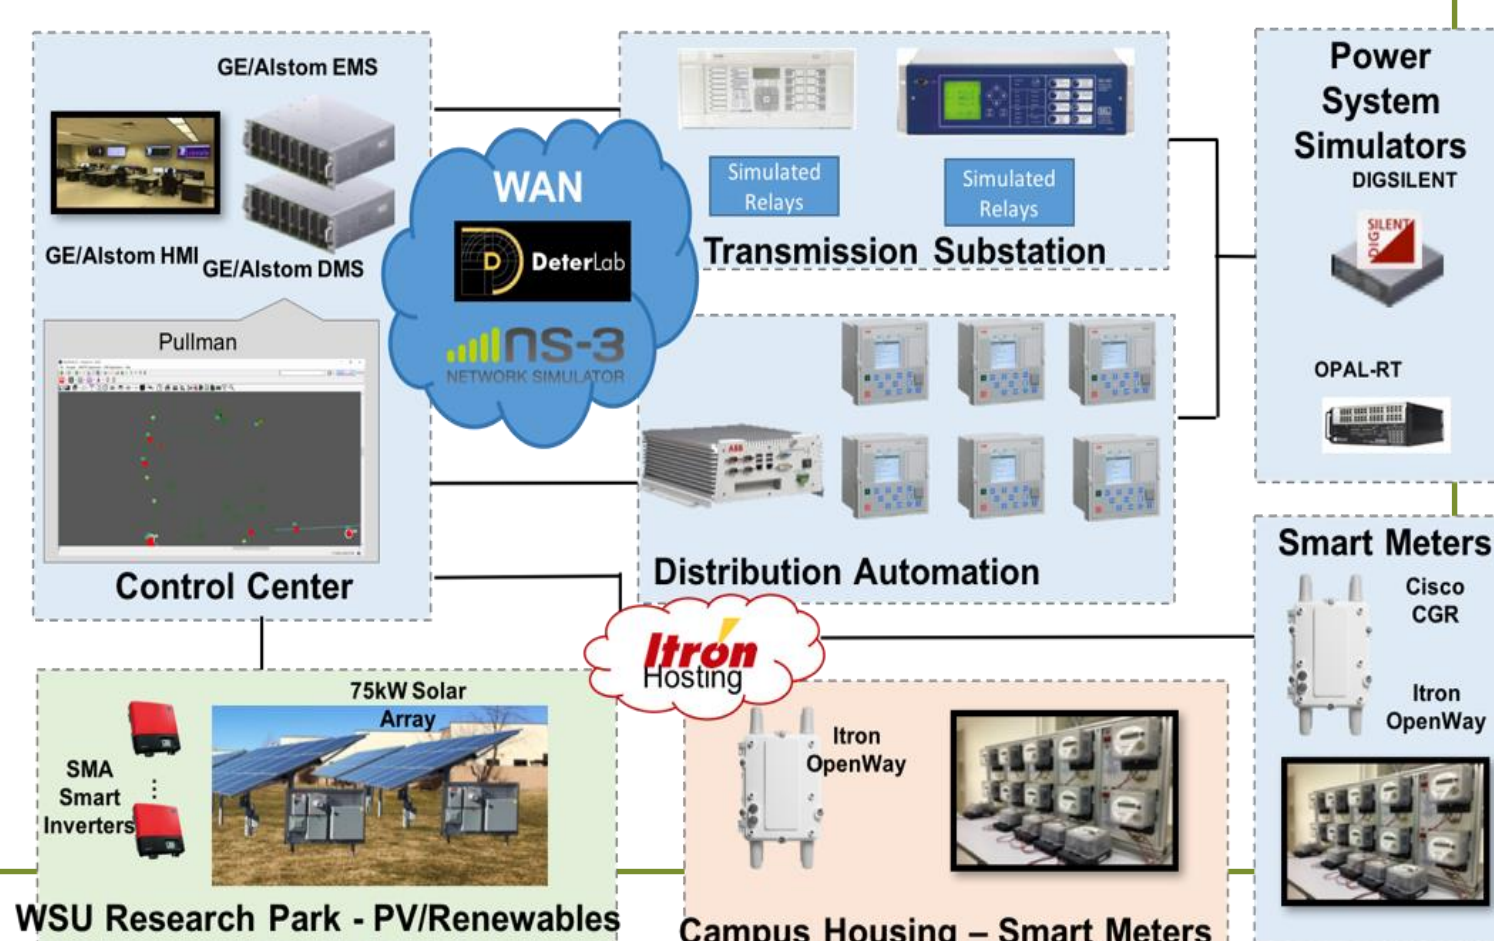 GE/Alstom EMS
GE/Alstom HMI
GE/Alstom DMS
Pullman
Control Center
WAN
DeterLab
ns-3
NETWORK SIMULATOR
Simulated
Relays
Simulated
Relays
Transmission Substation
ABB
Distribution Automation
Power
System
Simulators
DIGSILENT
DIG
SILENT
OPAL-RT
Smart Meters
Cisco
CGR
Itron
OpenWay
Itron
Hosting
75kW Solar
Array
SMA
Smart
Inverters
WSU Research Park - PV/Renewables
Itron
OpenWay
Campus Housing – Smart Meters